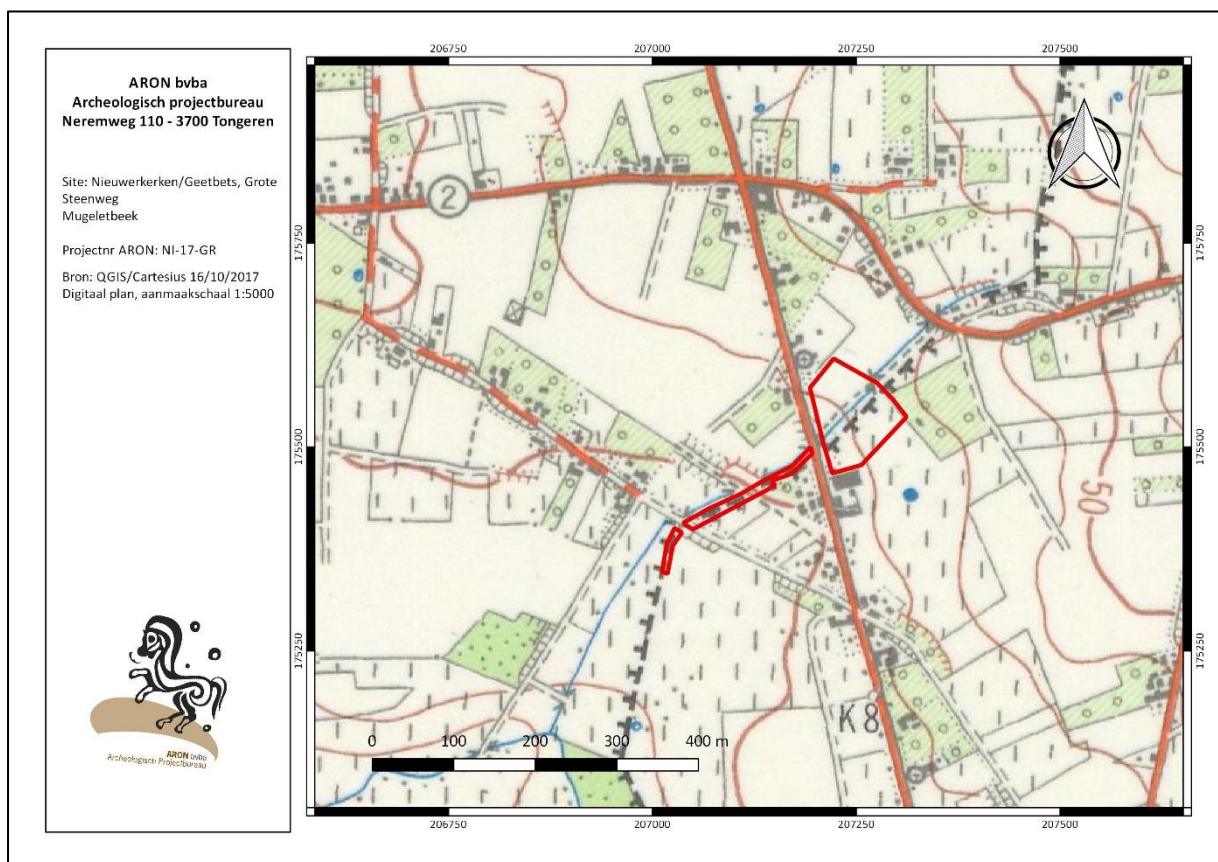 ARON bvba
Archeologisch projectbureau
Neremweg 110 - 3700 Tongeren
Site: Nieuwerkerken/Geetbets, Grote
Steenweg
Mugeletbeek
Projectnr ARON: NI-17-GR
Bron: QGIS/Cartesius 16/10/2017
Digitaal plan, aanmaakschaal 1:5000
ARON bvba
Archeologisch Projectbureau
206750 207000 207250 207500
175750 175750
175500 175500
175250 175250
2
50
K8
0 100 200 300 400 m
206750 207000 207250 207500